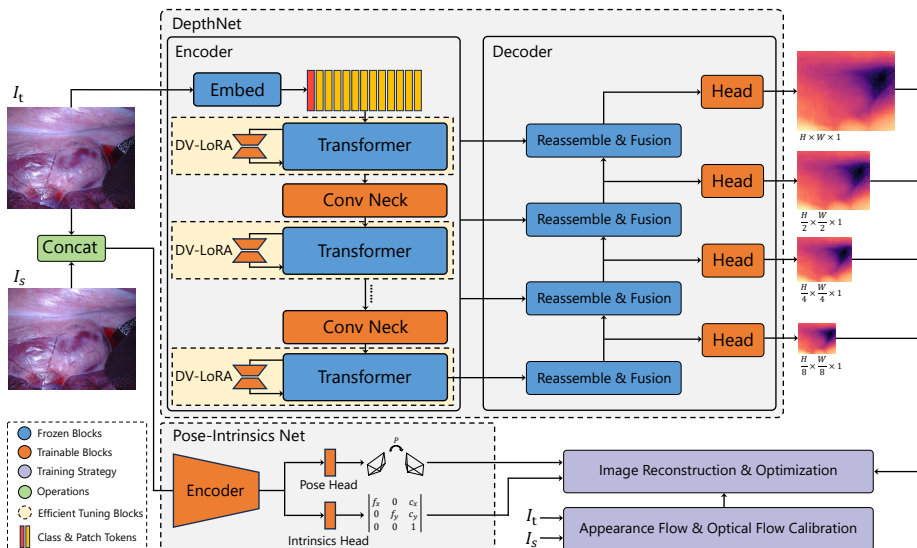 DepthNet
Encoder
Decoder
I_t
Embed
Head
H × W × 1
DV-LoRA
Transformer
Reassemble & Fusion
Conv Neck
Head
H/2 × W/2 × 1
DV-LoRA
Transformer
Reassemble & Fusion
Concat
I_s
Head
H/4 × W/4 × 1
......
Reassemble & Fusion
Conv Neck
Head
H/8 × W/8 × 1
DV-LoRA
Transformer
Reassemble & Fusion
Frozen Blocks
Trainable Blocks
Training Strategy
Operations
Efficient Tuning Blocks
Class & Patch Tokens
Pose-Intrinsics Net
Encoder
Pose Head
P
Intrinsics Head
f_x 0 c_x
0 f_y c_y
0 0 1
Image Reconstruction & Optimization
I_t
I_s
Appearance Flow & Optical Flow Calibration